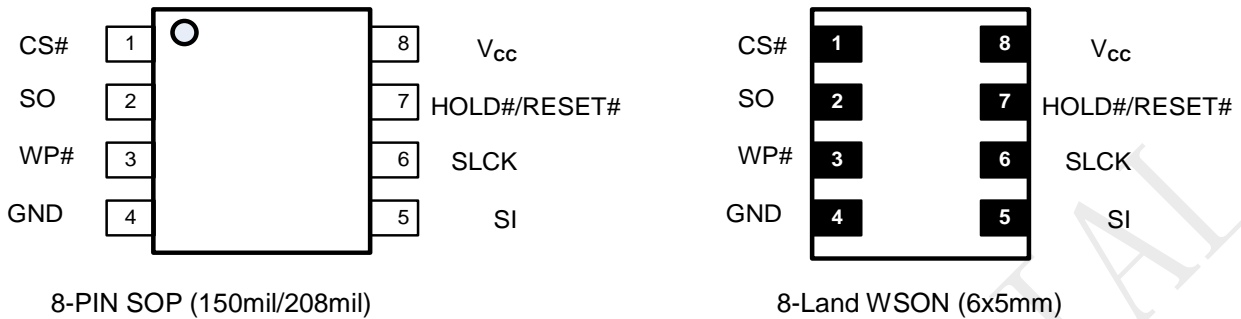 CS# 1 8 Vcc
SO 2 7 HOLD#/RESET#
WP# 3 6 SLCK
GND 4 5 SI
8-PIN SOP (150mil/208mil)
CS# 1 8 Vcc
SO 2 7 HOLD#/RESET#
WP# 3 6 SLCK
GND 4 5 SI
8-Land WSON (6x5mm)